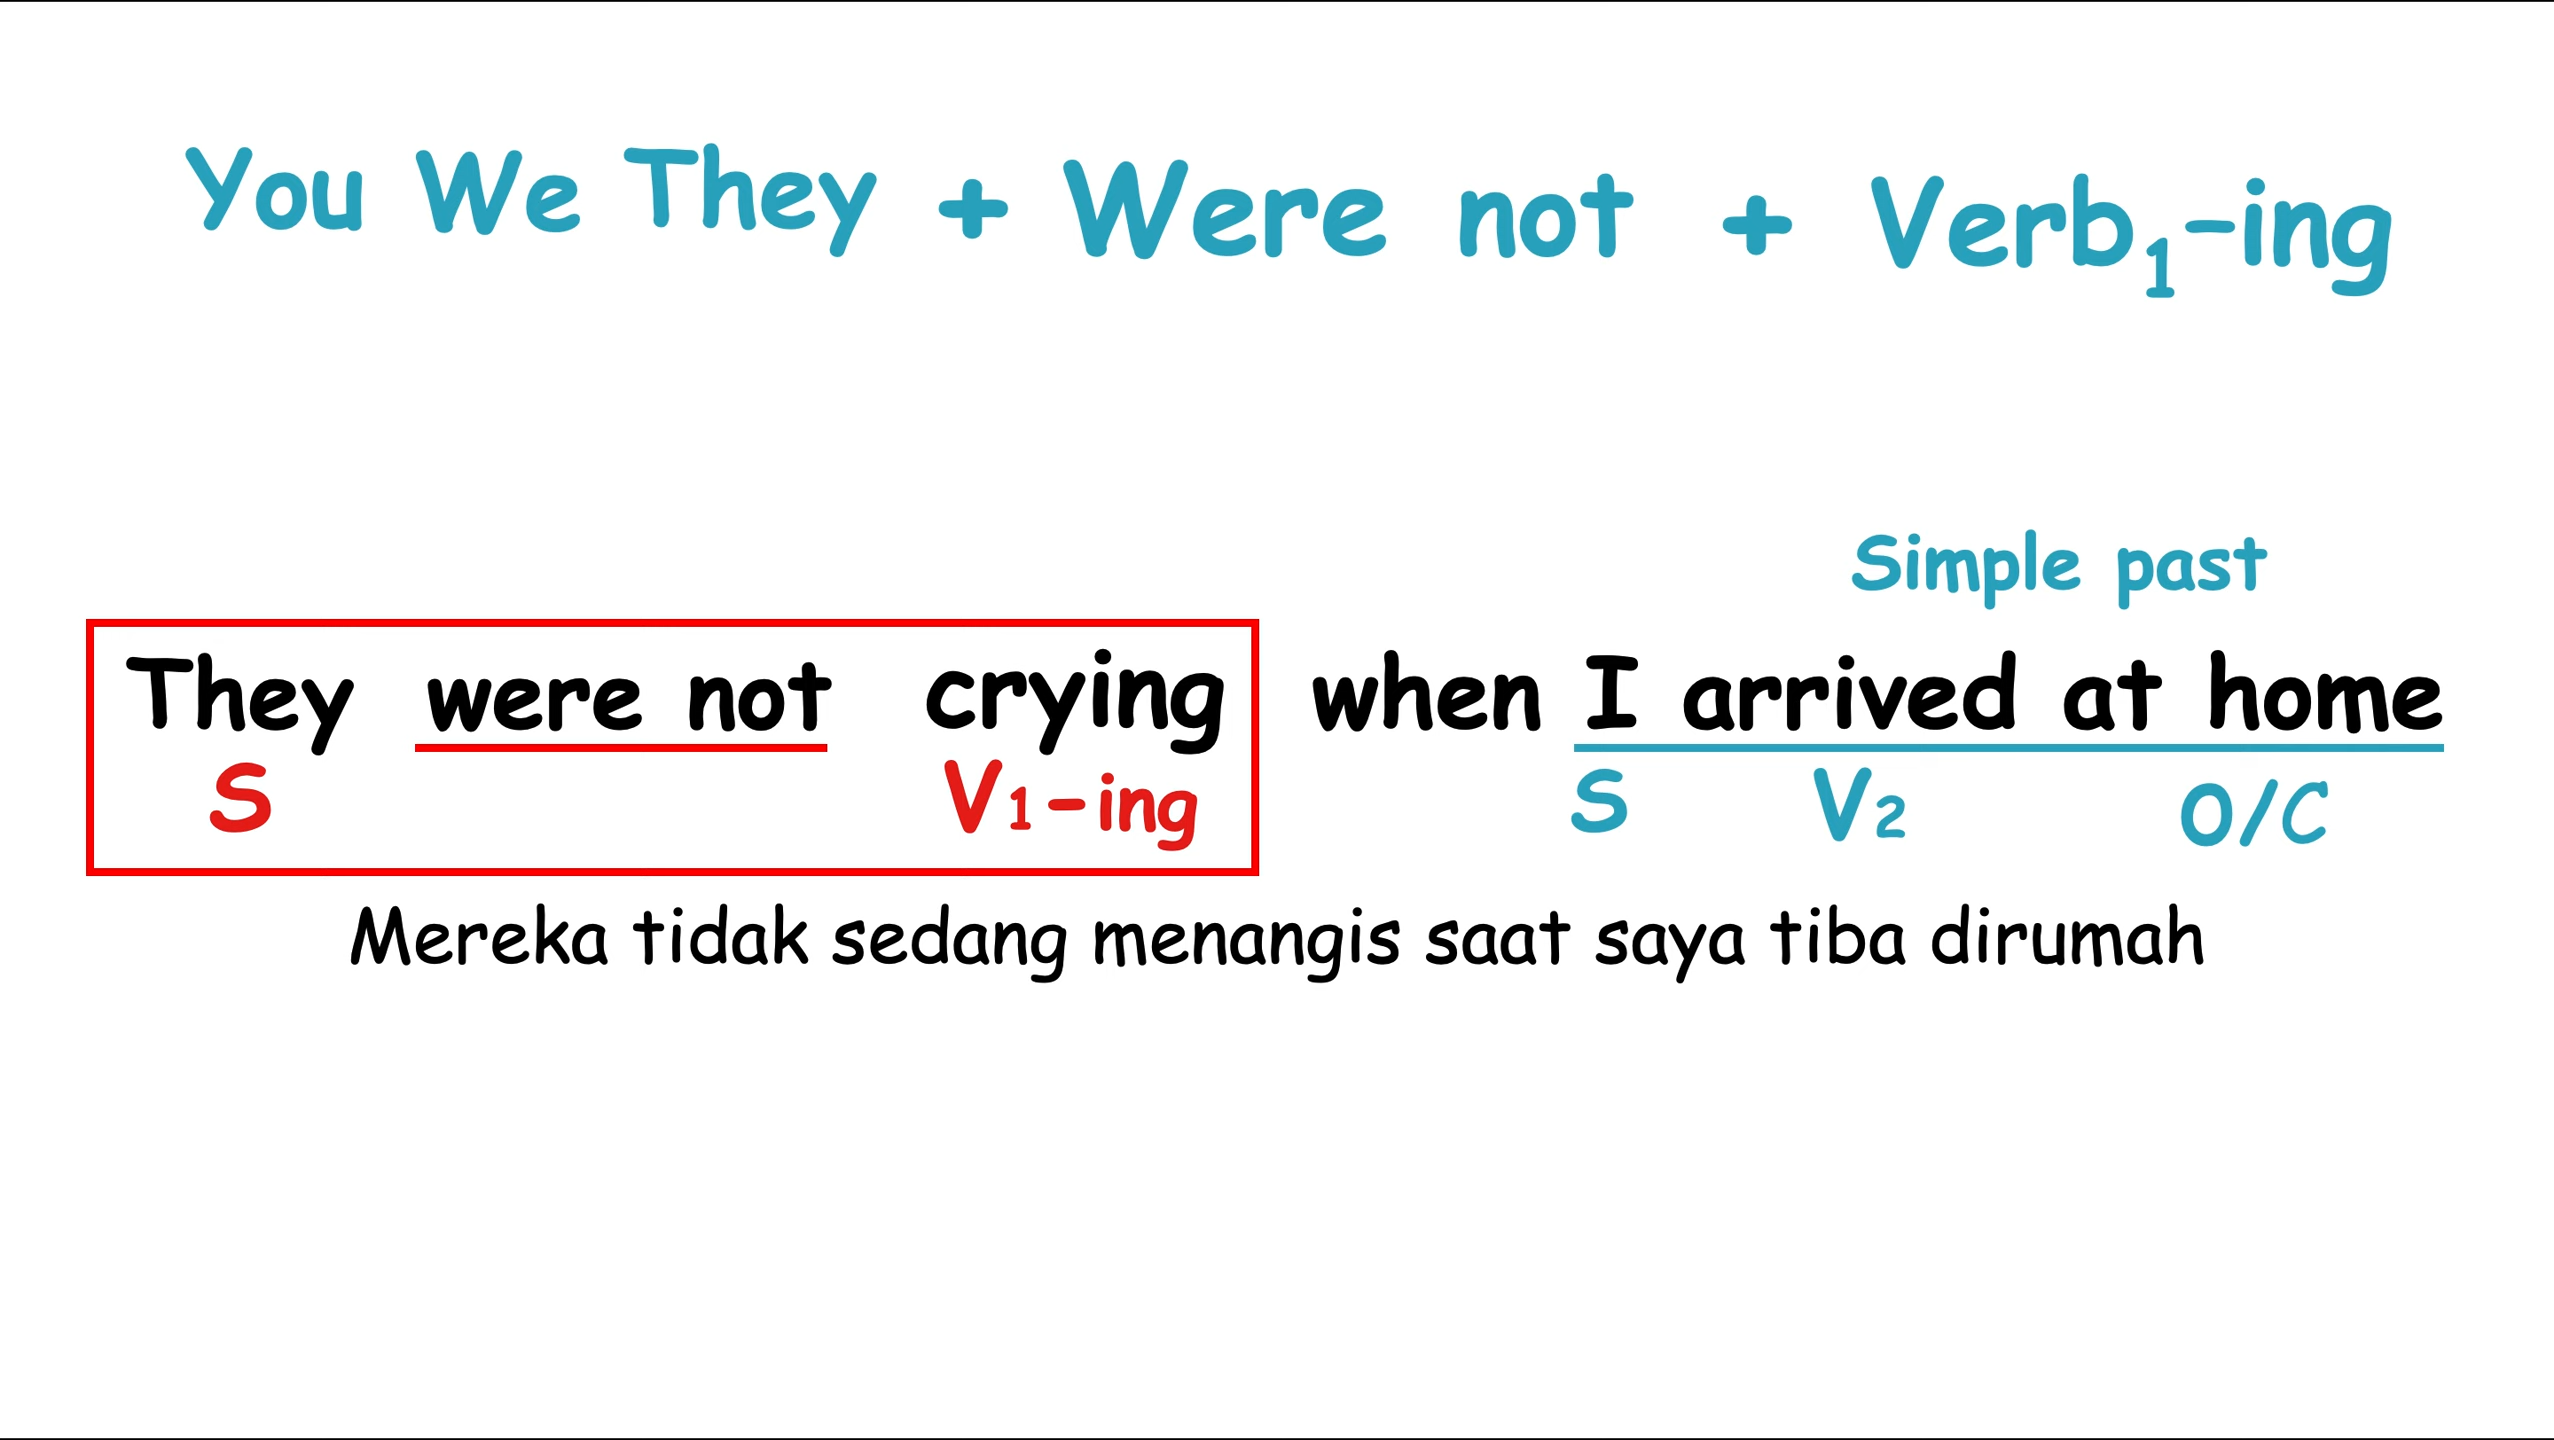 You We They + Were not + Verb₁-ing
Simple past
They were not crying when I arrived at home
S V1-ing S V2 O/C
Mereka tidak sedang menangis saat saya tiba dirumah